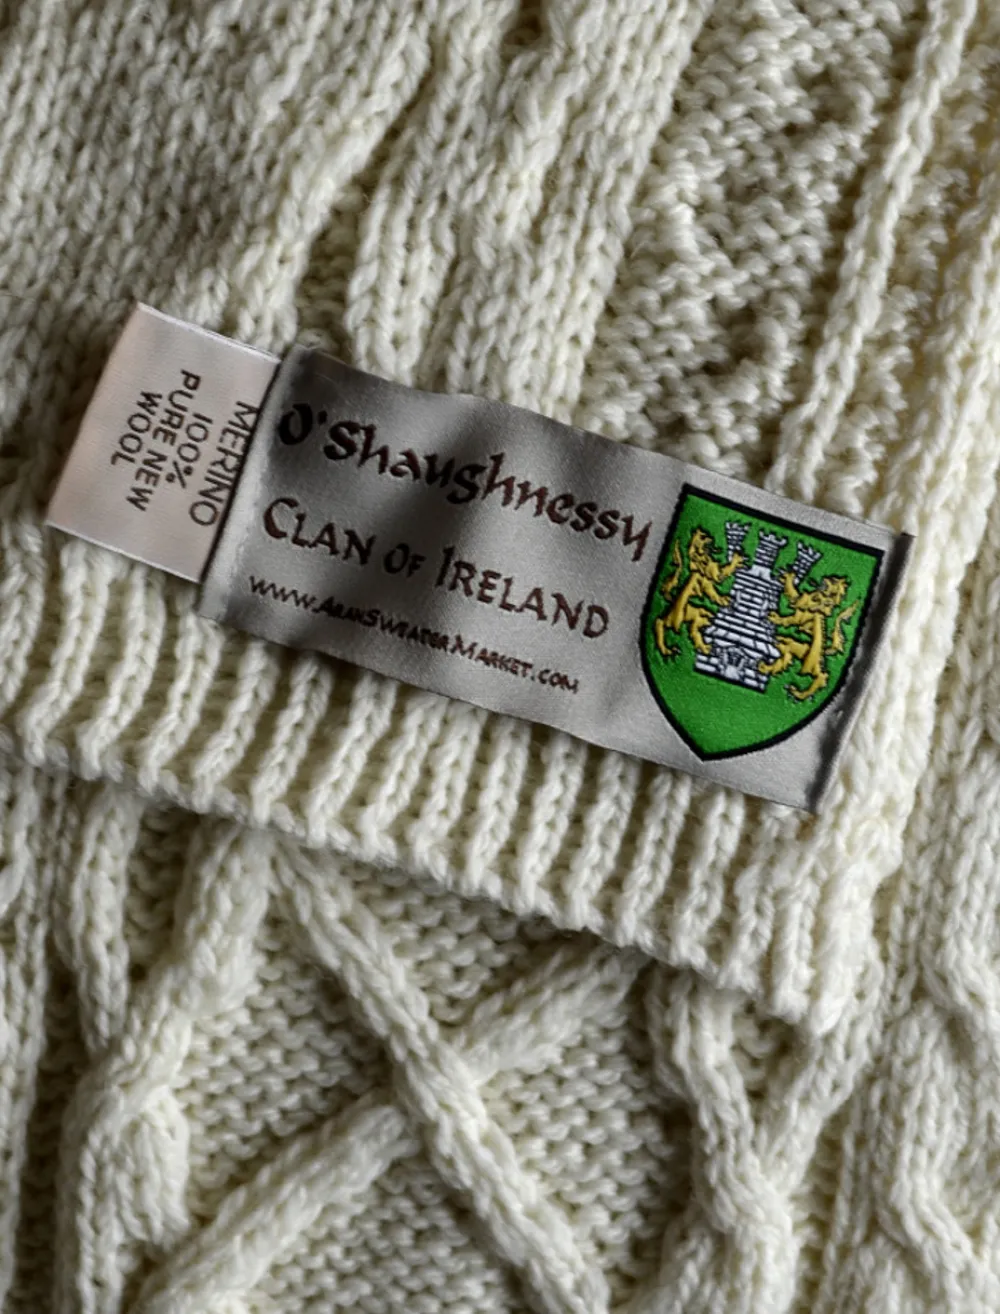 O'Shaughnessy
CLAN OF IRELAND
www.AranSweaterMarket.com
MERINO
100%
PURE NEW
WOOL